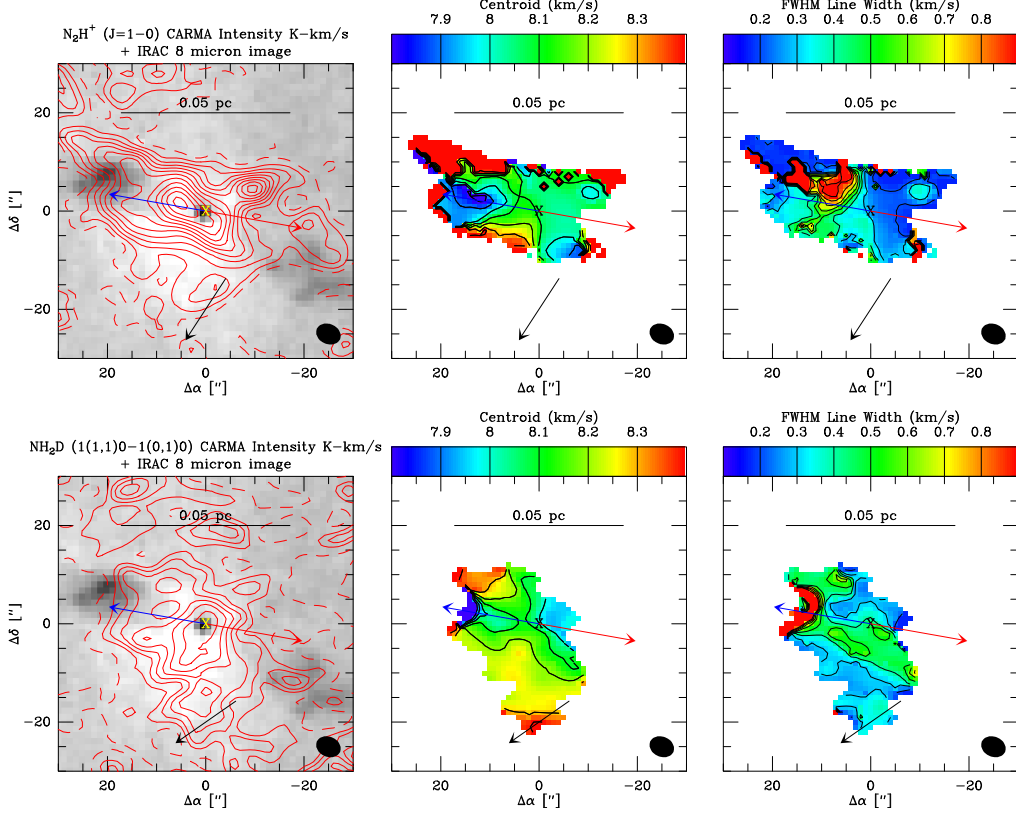 N₂H⁺ (J=1−0) CARMA Intensity K−km/s
+ IRAC 8 micron image
Centroid (km/s)
7.9 8 8.1 8.2 8.3
FWHM Line Width (km/s)
0.2 0.3 0.4 0.5 0.6 0.7 0.8
0.05 pc
0.05 pc
0.05 pc
20
0
−20
Δδ ["]
X
X
X
20 0 −20
20 0 −20
20 0 −20
Δα ["]
Δα ["]
Δα ["]
NH₂D (1(1,1)0−1(0,1)0) CARMA Intensity K−km/s
+ IRAC 8 micron image
Centroid (km/s)
7.9 8 8.1 8.2 8.3
FWHM Line Width (km/s)
0.2 0.3 0.4 0.5 0.6 0.7 0.8
0.05 pc
0.05 pc
0.05 pc
20
0
−20
Δδ ["]
X
X
X
20 0 −20
20 0 −20
20 0 −20
Δα ["]
Δα ["]
Δα ["]